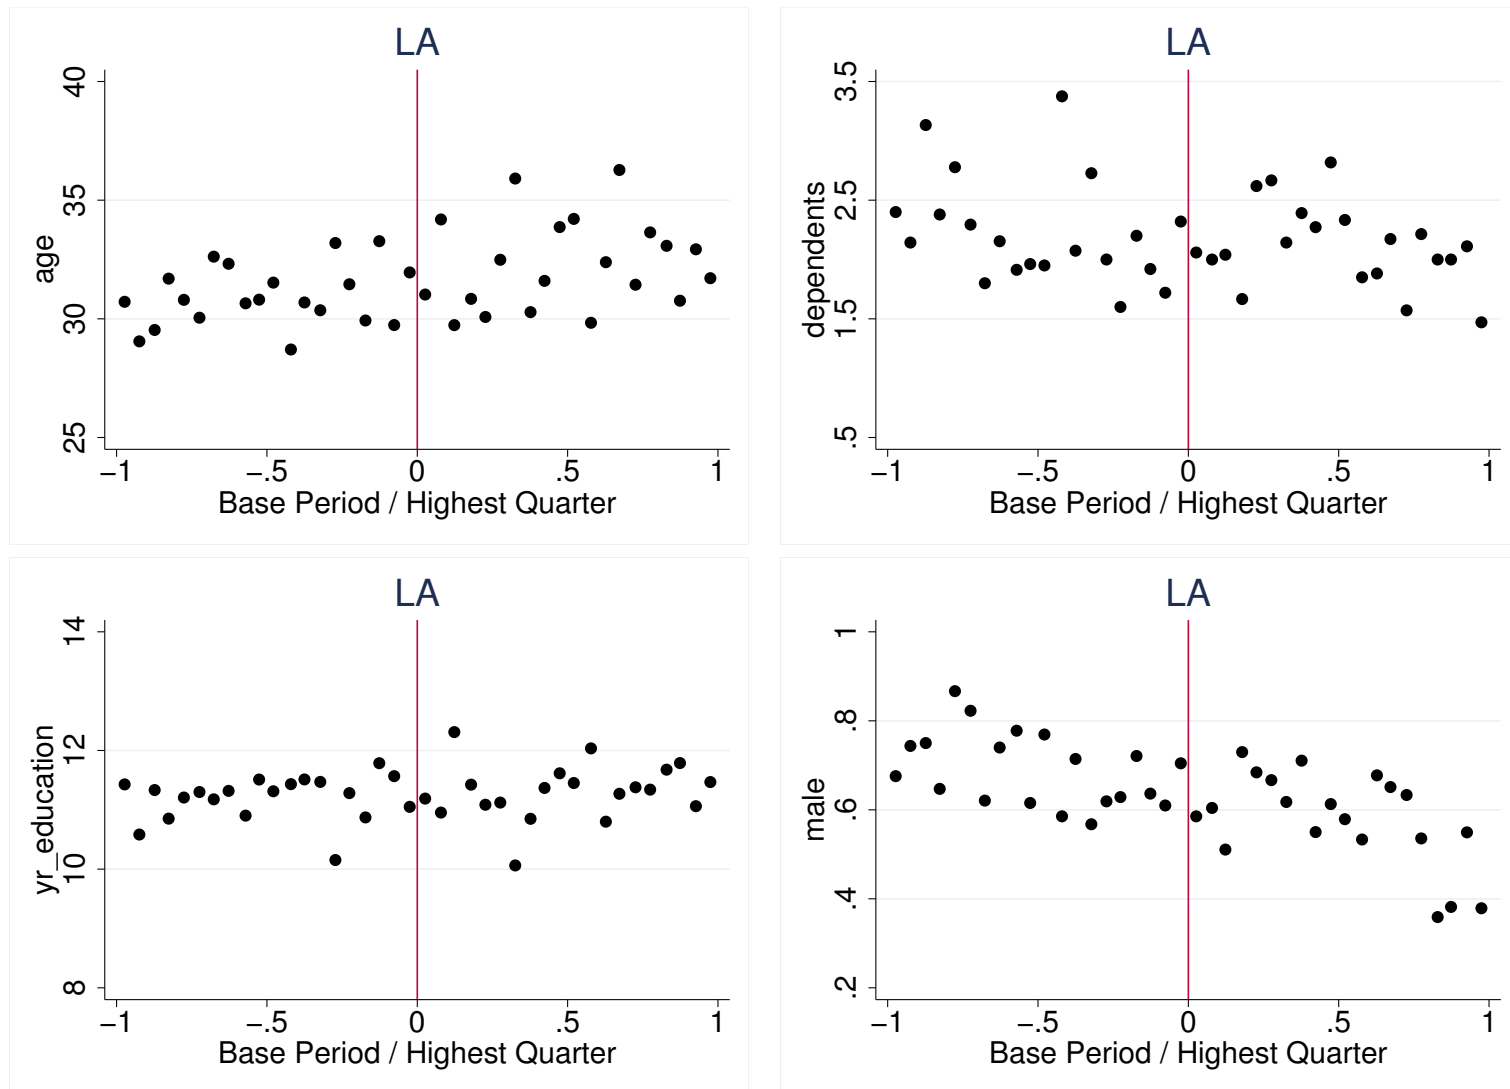 LA
age
40
35
30
25
−1 −.5 0 .5 1
Base Period / Highest Quarter
LA
dependents
3.5
2.5
1.5
.5
−1 −.5 0 .5 1
Base Period / Highest Quarter
LA
yr_education
14
12
10
8
−1 −.5 0 .5 1
Base Period / Highest Quarter
LA
male
1
.8
.6
.4
.2
−1 −.5 0 .5 1
Base Period / Highest Quarter